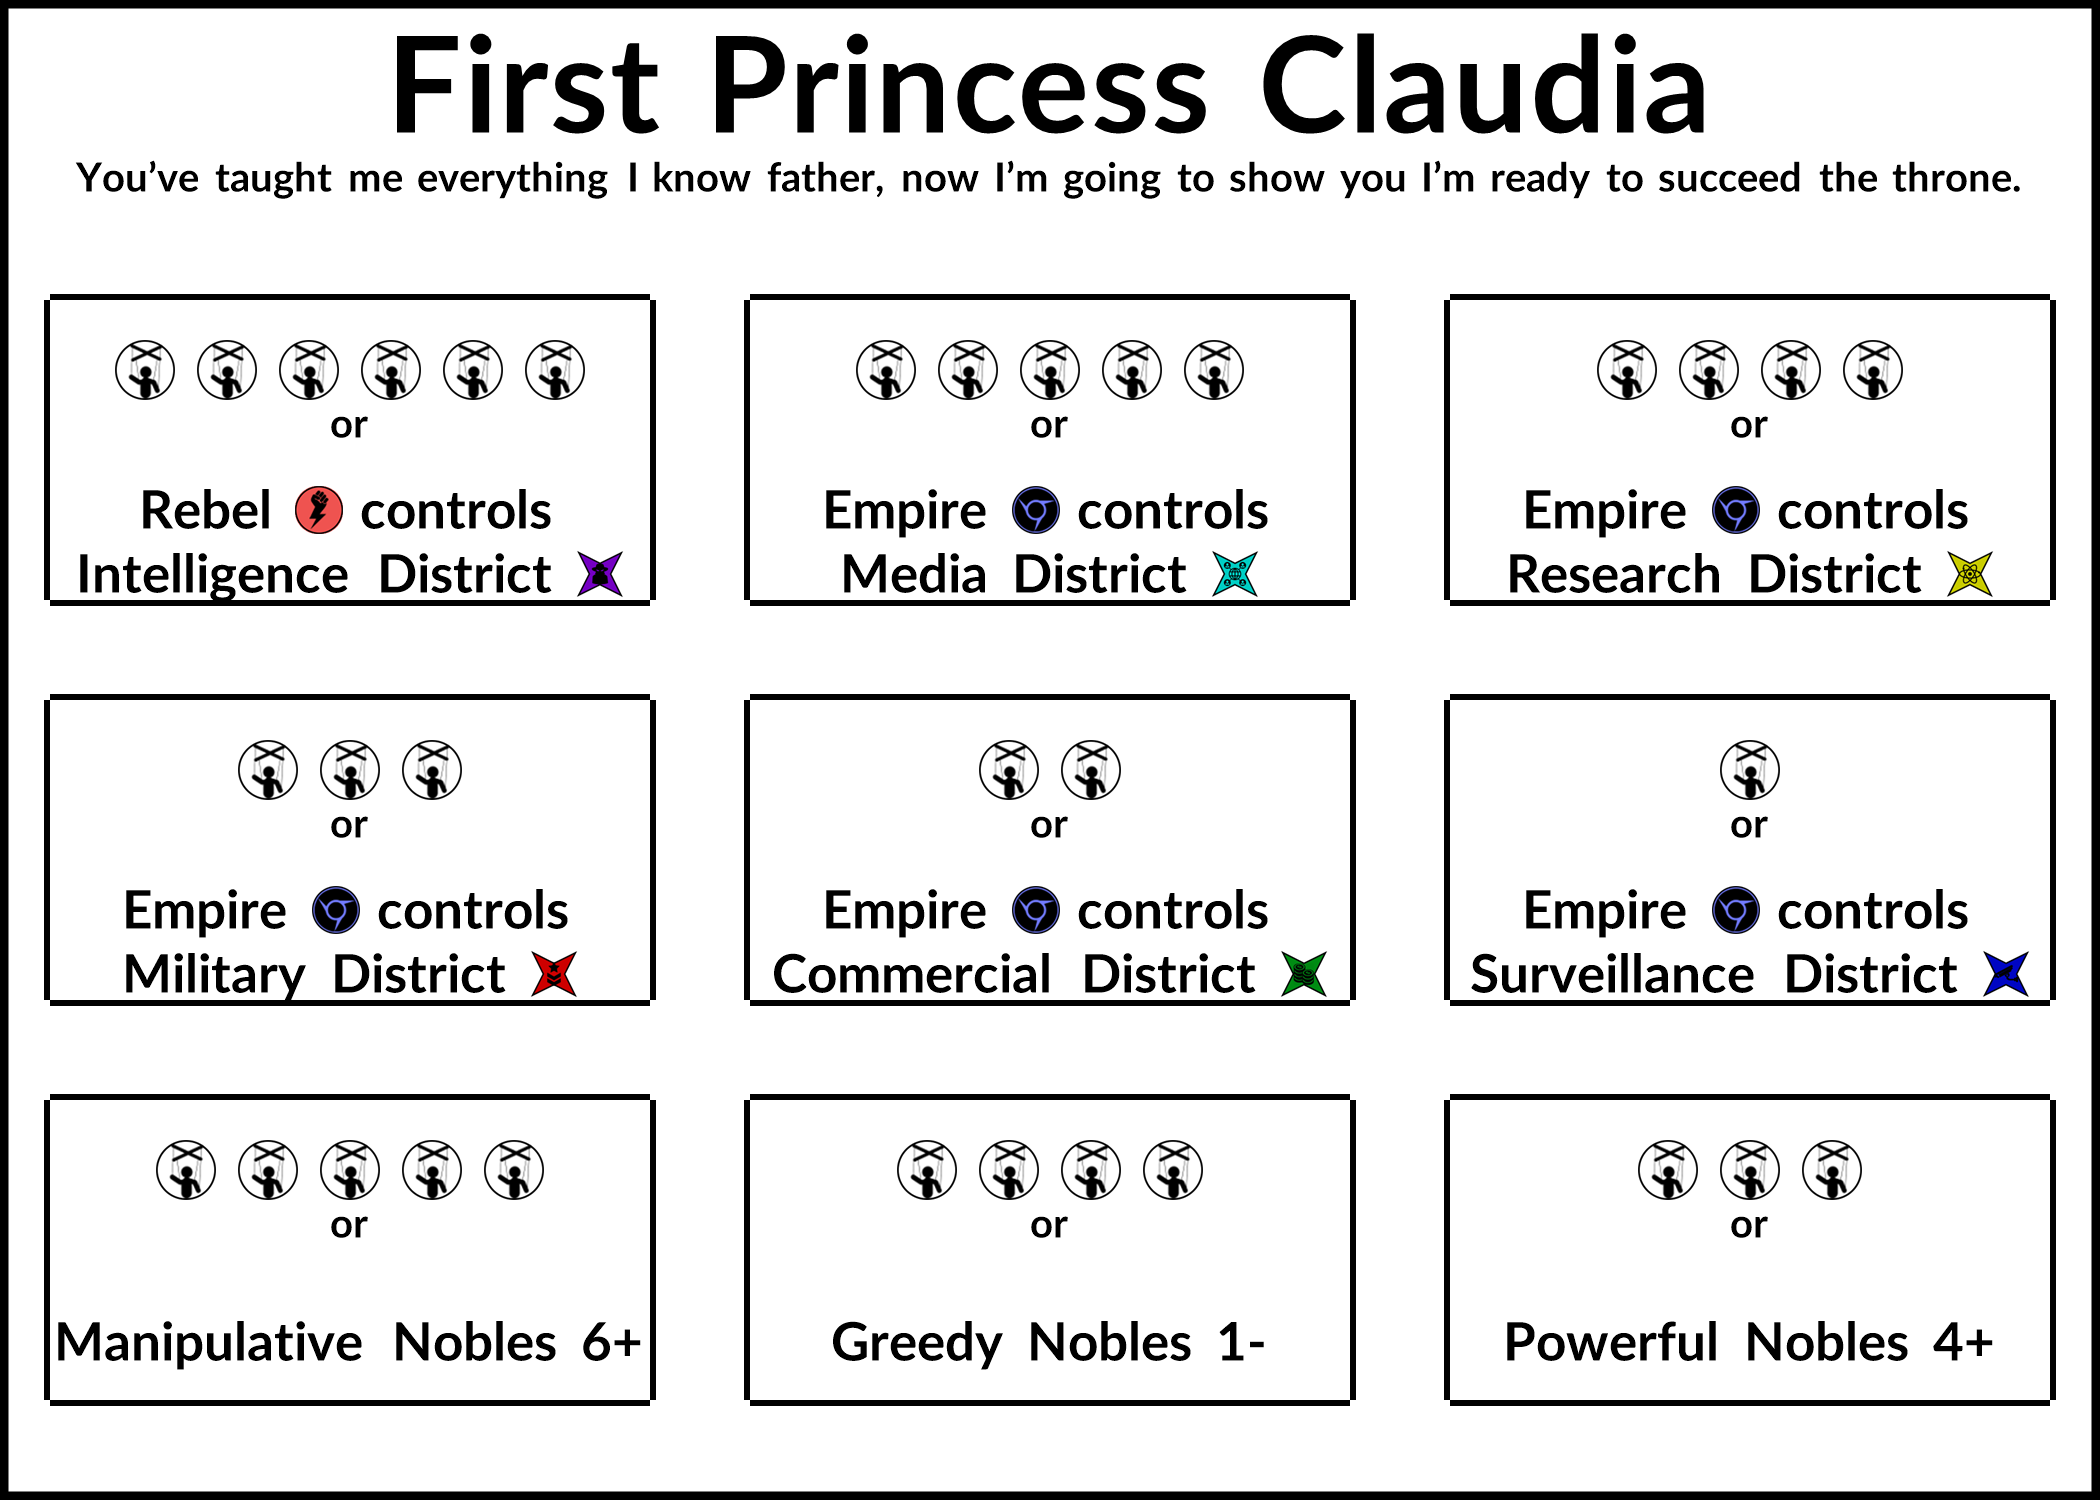 First Princess Claudia
You've taught me everything I know father, now I'm going to show you I'm ready to succeed the throne.
or
Rebel controls
Intelligence District
or
Empire controls
Media District
or
Empire controls
Research District
or
Empire controls
Military District
or
Empire controls
Commercial District
or
Empire controls
Surveillance District
or
Manipulative Nobles 6+
or
Greedy Nobles 1-
or
Powerful Nobles 4+